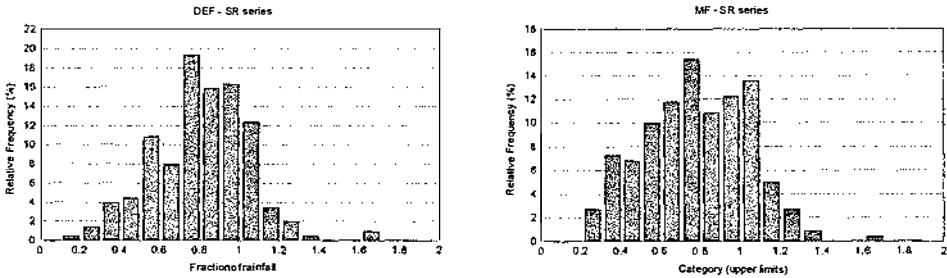 DEF - SR series
Relative Frequency (%)
22
20
18
16
14
12
10
8
6
4
2
0
0 0.2 0.4 0.6 0.8 1 1.2 1.4 1.6 1.8 2
Fraction of rainfall
MF - SR series
Relative Frequency (%)
18
16
14
12
10
8
6
4
2
0
0 0.2 0.4 0.6 0.8 1 1.2 1.4 1.6 1.8 2
Category (upper limits)